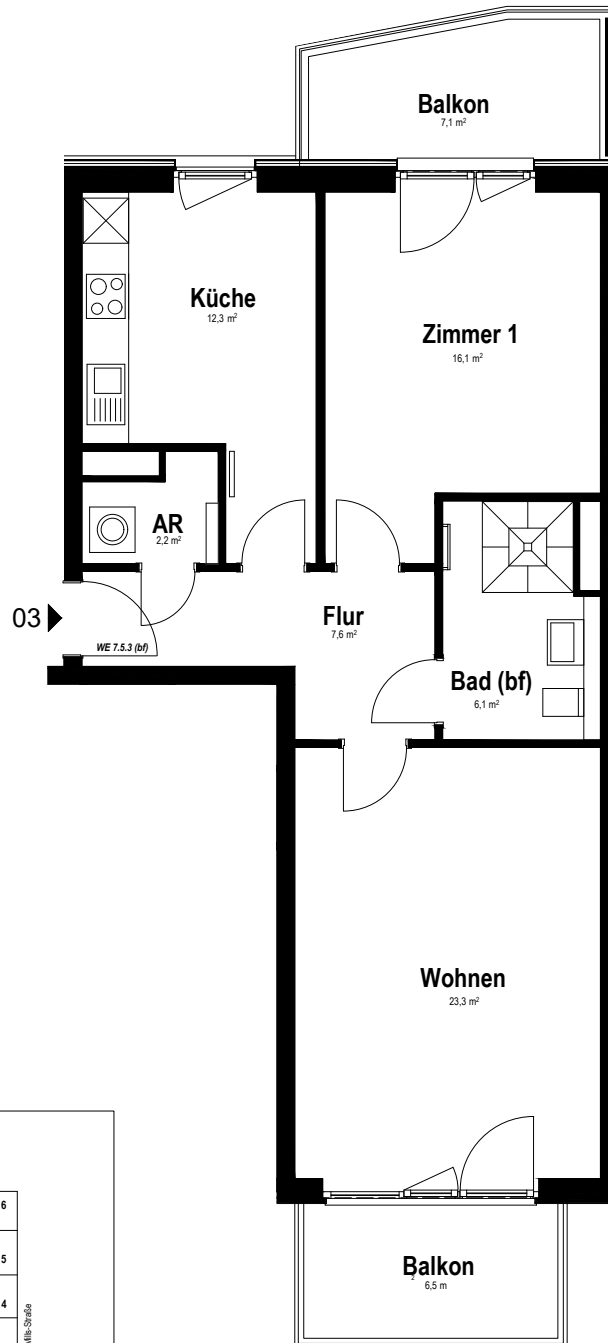 Balkon
7,1 m²
Küche
12,3 m²
Zimmer 1
16,1 m²
AR
2,2 m²
03
WE 7.5.3 (bf)
Flur
7,6 m²
Bad (bf)
6,1 m²
Wohnen
23,3 m²
Balkon
2
6,5 m
6
5
4